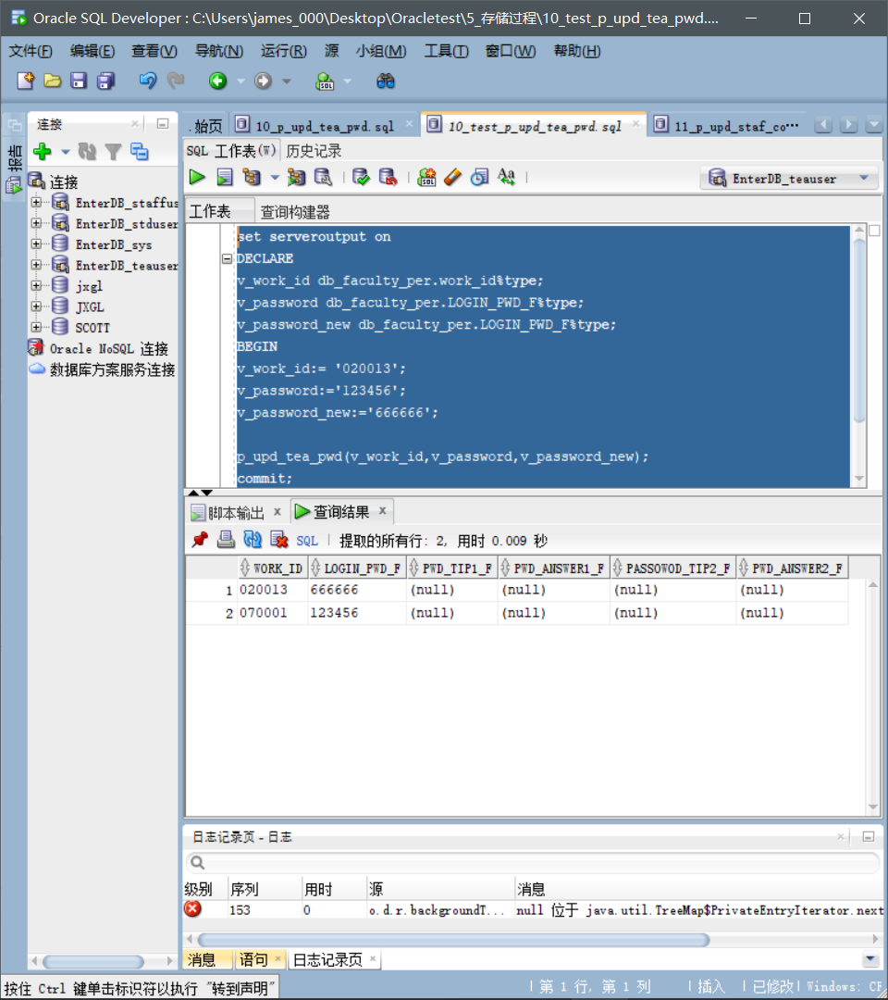 Oracle SQL Developer : C:\Users\james_000\Desktop\Oracletest\5_存储过程\10_test_p_upd_tea_pwd....
文件(F) 编辑(E) 查看(V) 导航(N) 运行(R) 源 小组(M) 工具(T) 窗口(W) 帮助(H)
报告
连接
连接
EnterDB_staffus
EnterDB_stduser
EnterDB_sys
EnterDB_teauser
jxgl
JXGL
SCOTT
Oracle NoSQL 连接
数据库方案服务连接
.始页 10_p_upd_tea_pwd.sql 10_test_p_upd_tea_pwd.sql 11_p_upd_staf_co...
SQL 工作表(W) 历史记录
EnterDB_teauser
工作表 查询构建器
set serveroutput on
DECLARE
v_work_id db_faculty_per.work_id%type;
v_password db_faculty_per.LOGIN_PWD_F%type;
v_password_new db_faculty_per.LOGIN_PWD_F%type;
BEGIN
v_work_id:= '020013';
v_password:='123456';
v_password_new:='666666';
p_upd_tea_pwd(v_work_id,v_password,v_password_new);
commit;
脚本输出 查询结果
SQL 提取的所有行: 2, 用时 0.009 秒
WORK_ID LOGIN_PWD_F PWD_TIP1_F PWD_ANSWER1_F PASSOWOD_TIP2_F PWD_ANSWER2_F
1 020013 666666 (null) (null) (null) (null)
2 070001 123456 (null) (null) (null) (null)
日志记录页 - 日志
级别 序列 用时 源 消息
153 0 o.d.r.backgroundT... null 位于 java.util.TreeMap$PrivateEntryIterator.next
消息 语句 日志记录页
按住 Ctrl 键单击标识符以执行 "转到声明"
第 1 行, 第 1 列 插入 已修改 Windows: CR